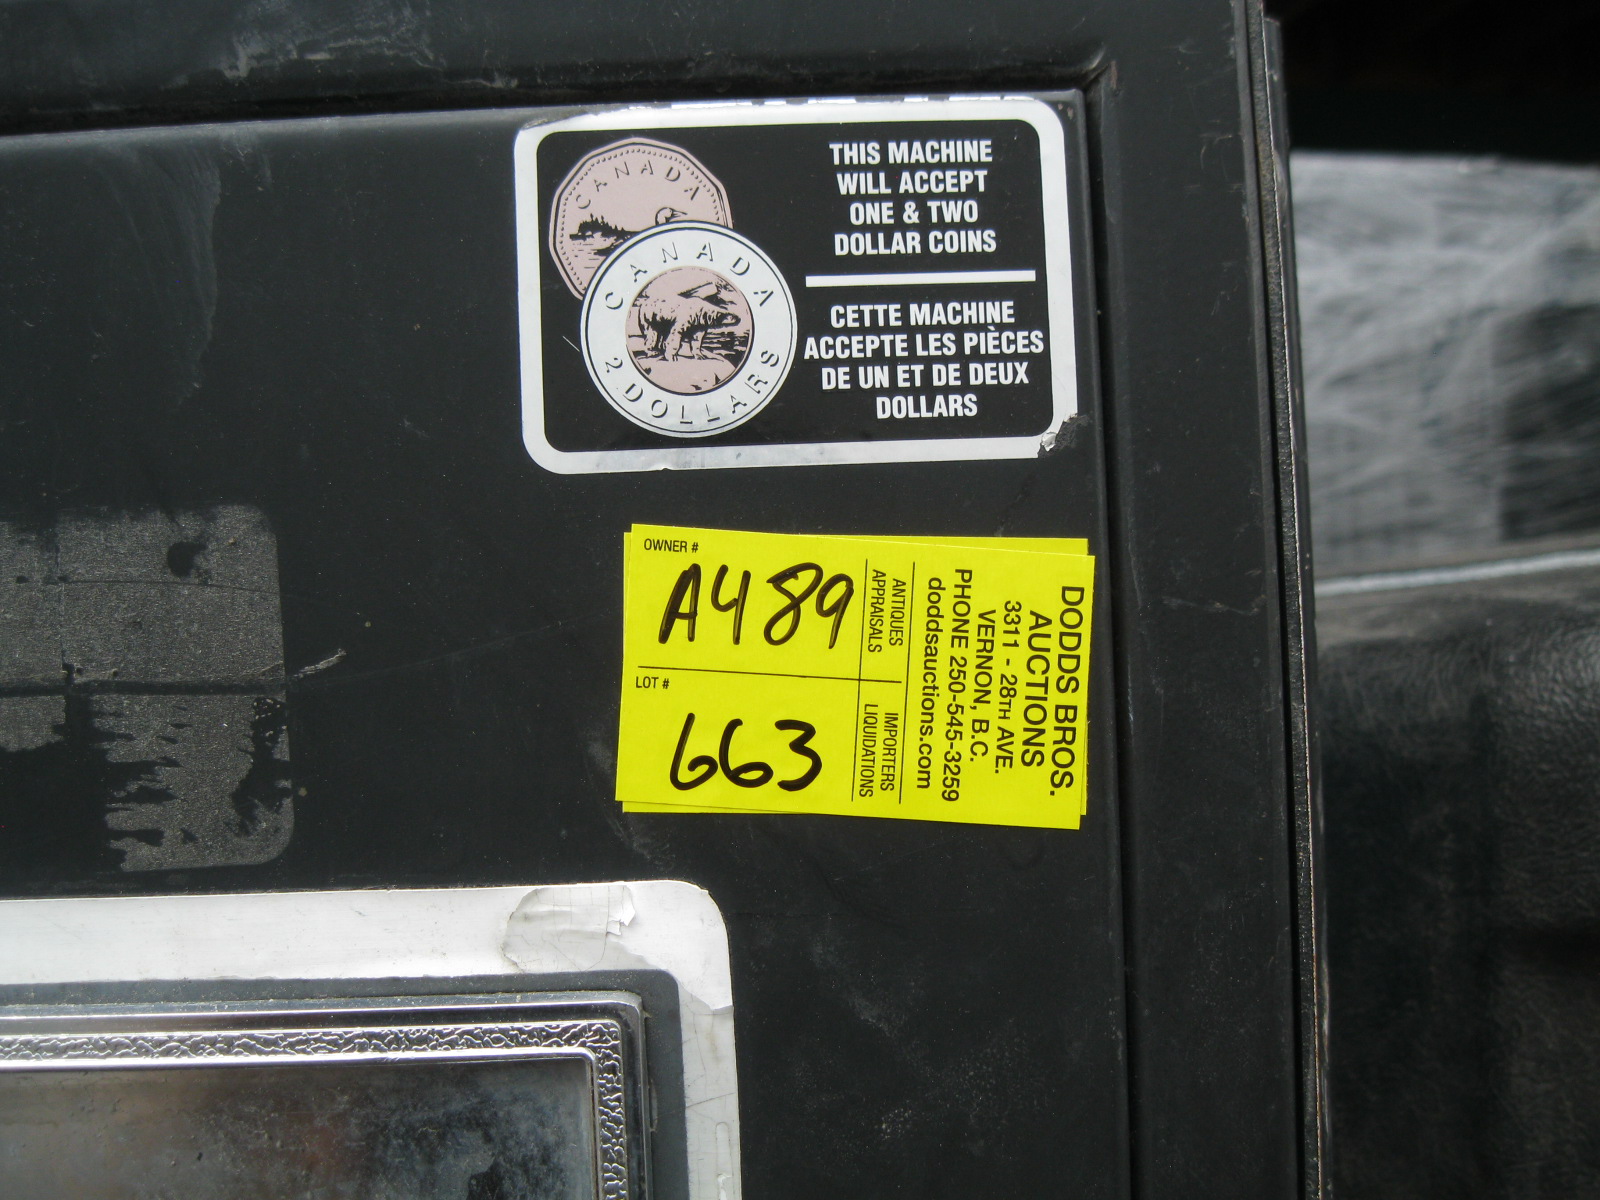 CANADA
CANADA
2 DOLLARS
THIS MACHINE
WILL ACCEPT
ONE & TWO
DOLLAR COINS
CETTE MACHINE
ACCEPTE LES PIÈCES
DE UN ET DE DEUX
DOLLARS
OWNER #
A489
LOT #
663
DODDS BROS.
AUCTIONS
3311 - 28TH AVE.
VERNON, B.C.
PHONE 250-545-3259
doddsauctions.com
ANTIQUES
APPRAISALS
IMPORTERS
LIQUIDATIONS